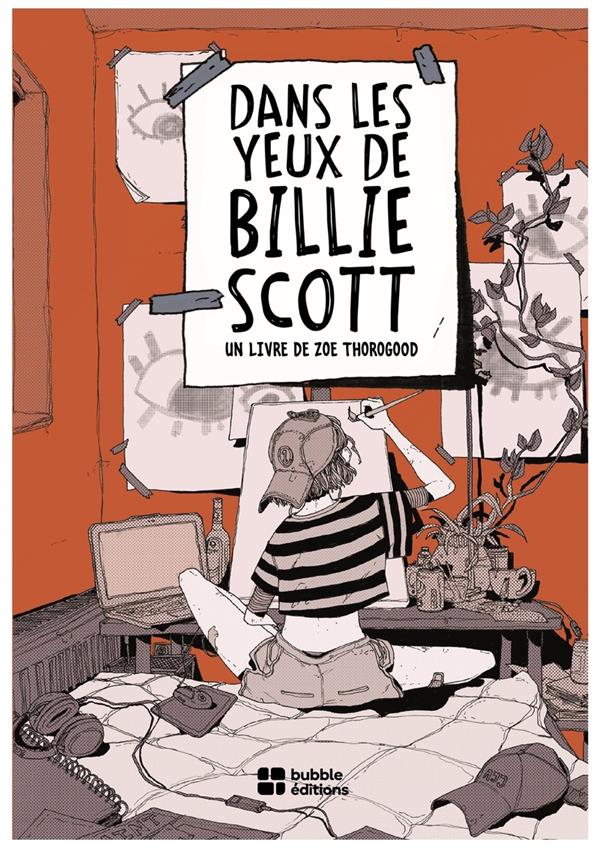 DANS LES
YEUX DE
BILLIE
SCOTT
UN LIVRE DE ZOE THOROGOOD
bubble
éditions